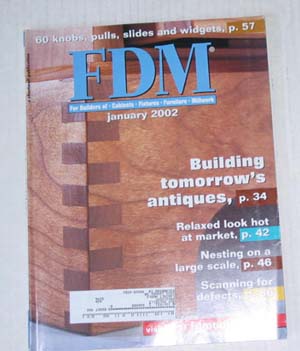 60 knobs, pulls, slides and widgets, p. 57
FDM®
For Builders of • Cabinets • Fixtures • Furniture • Millwork
january 2002
Building
tomorrow's
antiques, p. 34
Relaxed look hot
at market, p. 42
Nesting on a
large scale, p. 46
Scanning for
defects, p.